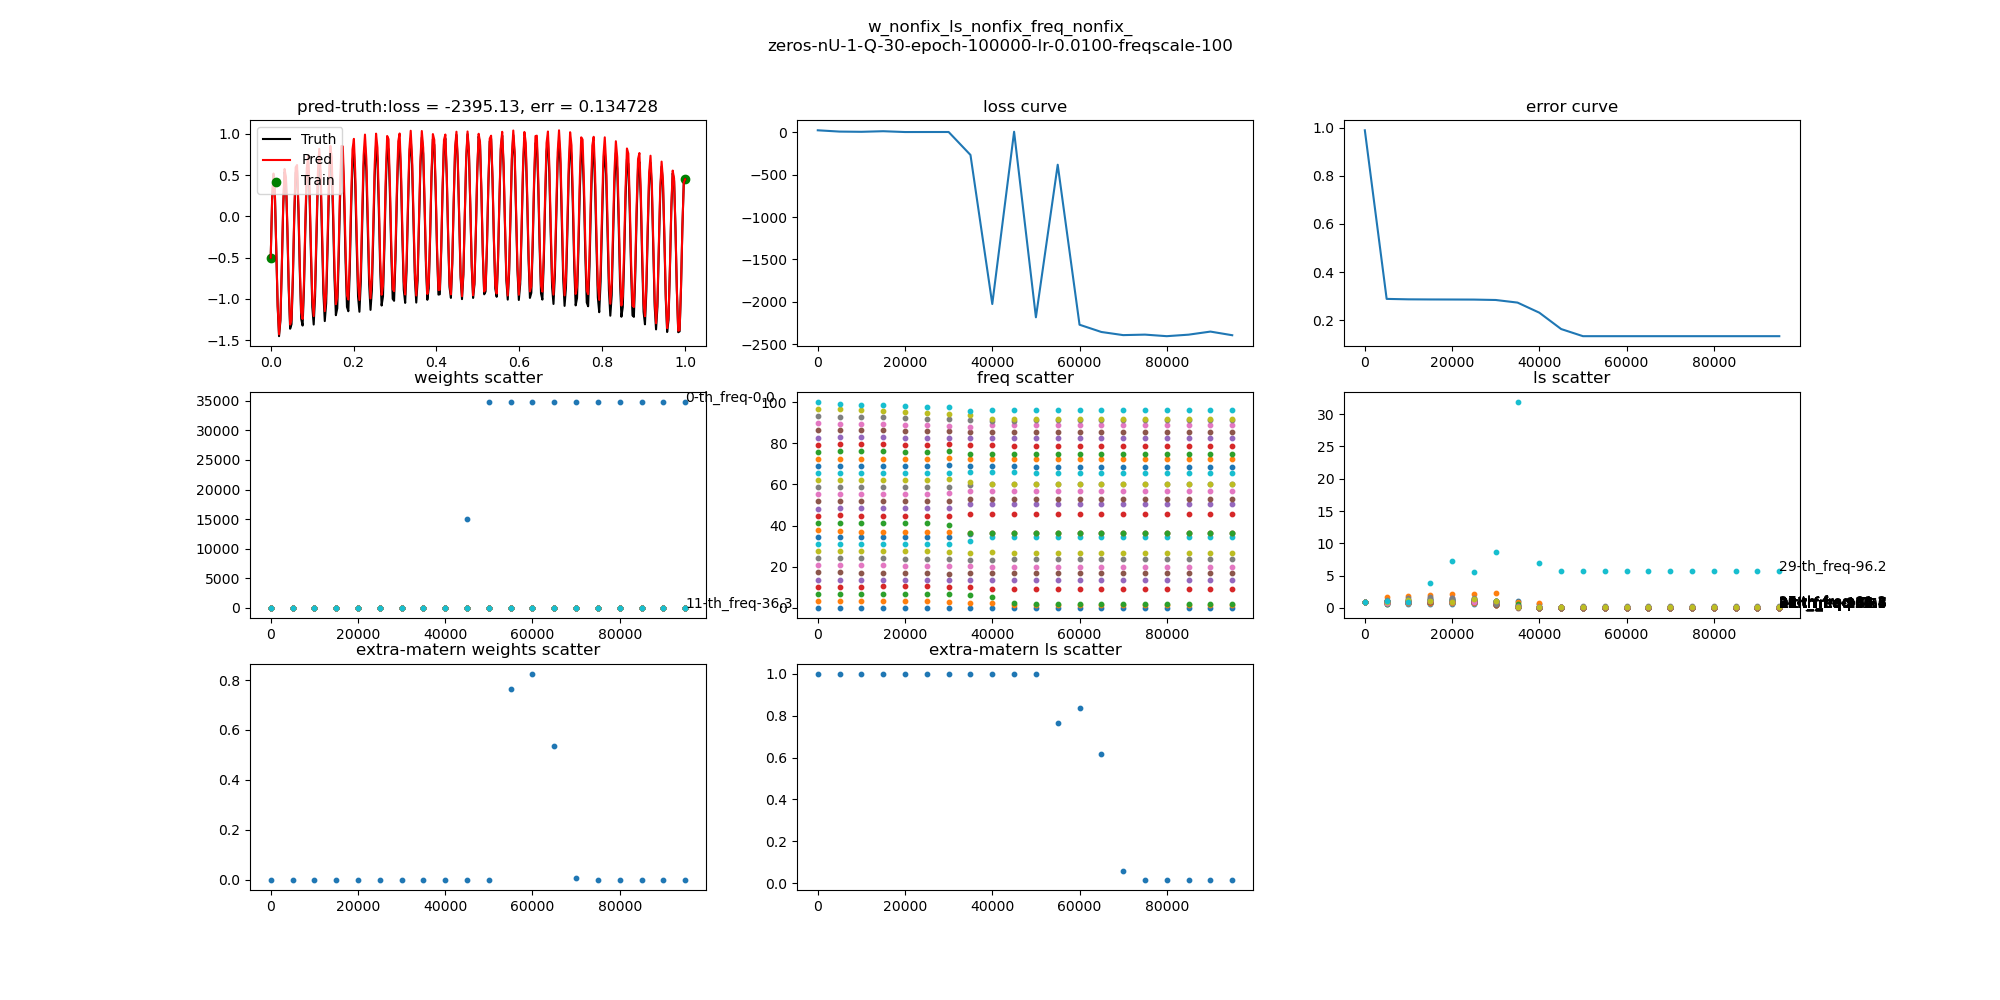 w_nonfix_ls_nonfix_freq_nonfix_
zeros-nU-1-Q-30-epoch-100000-lr-0.0100-freqscale-100
pred-truth:loss = -2395.13, err = 0.134728
1.0
0.5
0.0
−0.5
−1.0
−1.5
Truth
Pred
Train
0.0 0.2 0.4 0.6 0.8 1.0
loss curve
0
−500
−1000
−1500
−2000
−2500
0 20000 40000 60000 80000
error curve
1.0
0.8
0.6
0.4
0.2
0 20000 40000 60000 80000
weights scatter
35000
30000
25000
20000
15000
10000
5000
0
0-th_freq-0.0
11-th_freq-36.3
0 20000 40000 60000 80000
freq scatter
100
80
60
40
20
0
0 20000 40000 60000 80000
ls scatter
30
25
20
15
10
5
0
29-th_freq-96.2
0 20000 40000 60000 80000
extra-matern weights scatter
0.8
0.6
0.4
0.2
0.0
0 20000 40000 60000 80000
extra-matern ls scatter
1.0
0.8
0.6
0.4
0.2
0.0
0 20000 40000 60000 80000